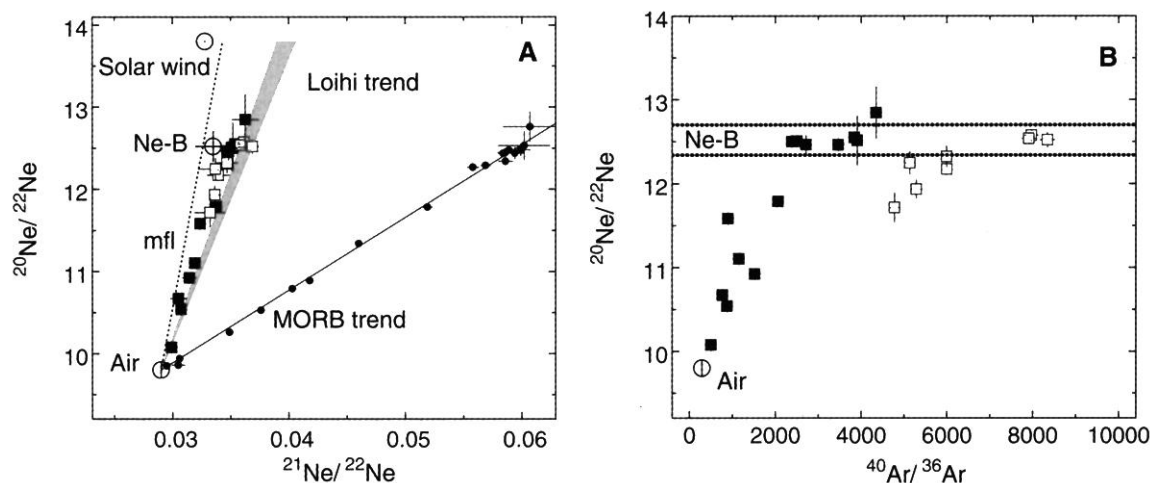 A
14
13
12
11
10
20Ne/ 22Ne
Solar wind
Loihi trend
Ne-B
mfl
MORB trend
Air
0.03
0.04
0.05
0.06
21Ne/ 22Ne
B
14
13
12
11
10
20Ne/ 22Ne
Ne-B
Air
0
2000
4000
6000
8000
10000
40Ar/ 36Ar